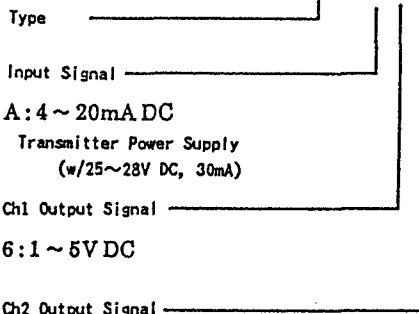 Type
Input Signal
A:4～20mA DC
Transmitter Power Supply
(w/25～28V DC, 30mA)
Ch1 Output Signal
6:1～5V DC
Ch2 Output Signal